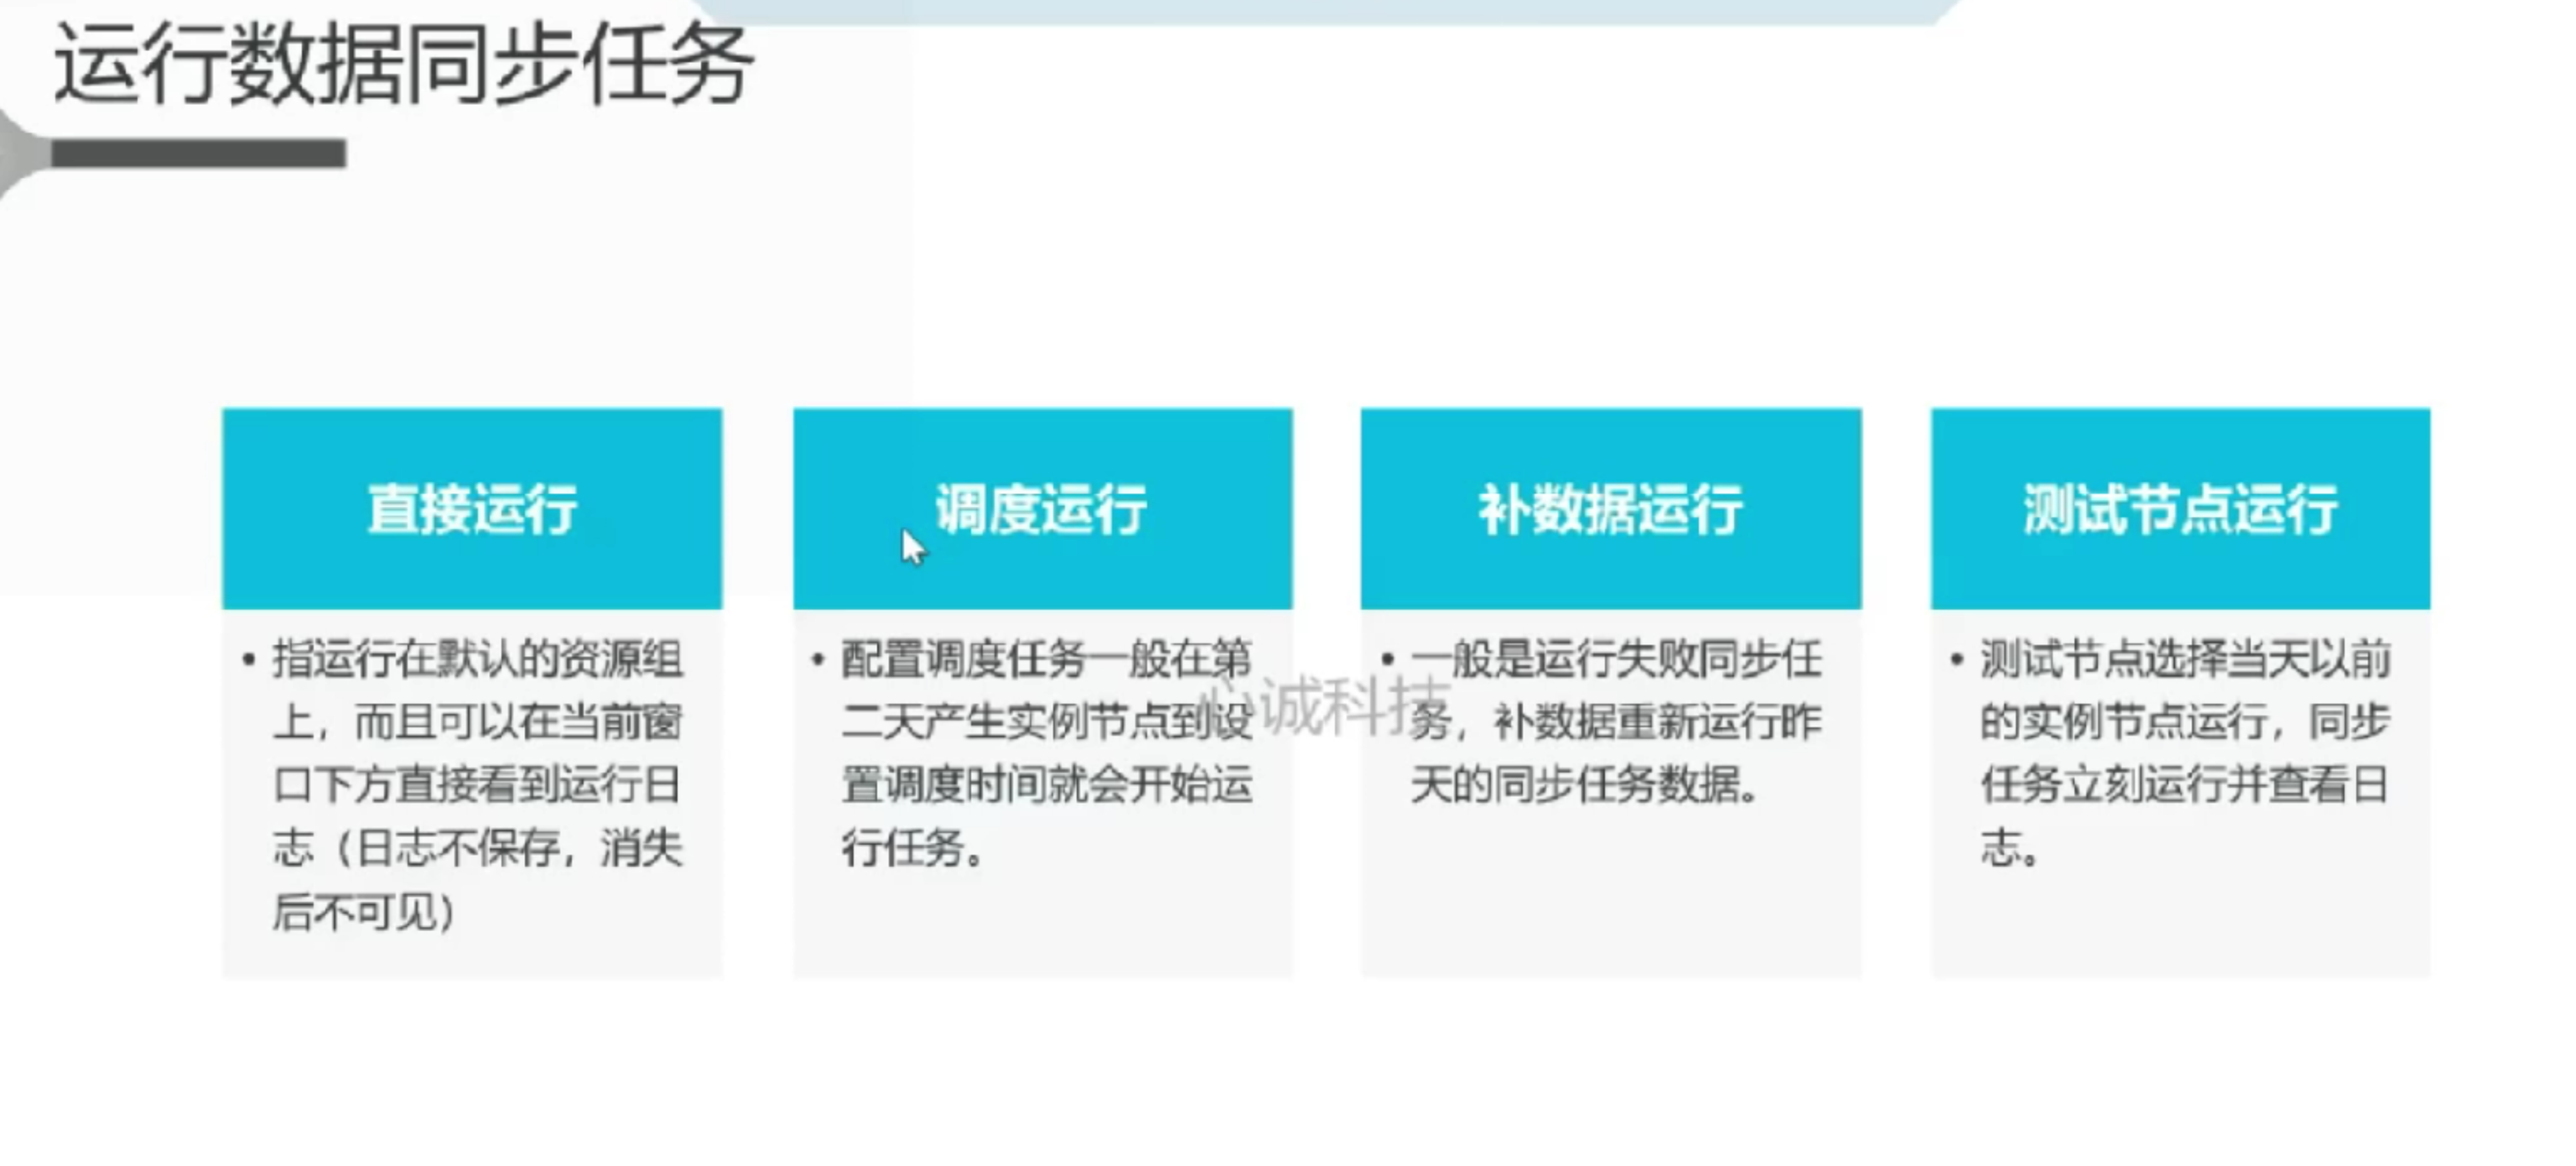 运行数据同步任务
直接运行
• 指运行在默认的资源组
上，而且可以在当前窗
口下方直接看到运行日
志（日志不保存，消失
后不可见）
调度运行
• 配置调度任务一般在第
二天产生实例节点到设
置调度时间就会开始运
行任务。
补数据运行
• 一般是运行失败同步任
务，补数据重新运行昨
天的同步任务数据。
测试节点运行
• 测试节点选择当天以前
的实例节点运行，同步
任务立刻运行并查看日
志。
心诚科技